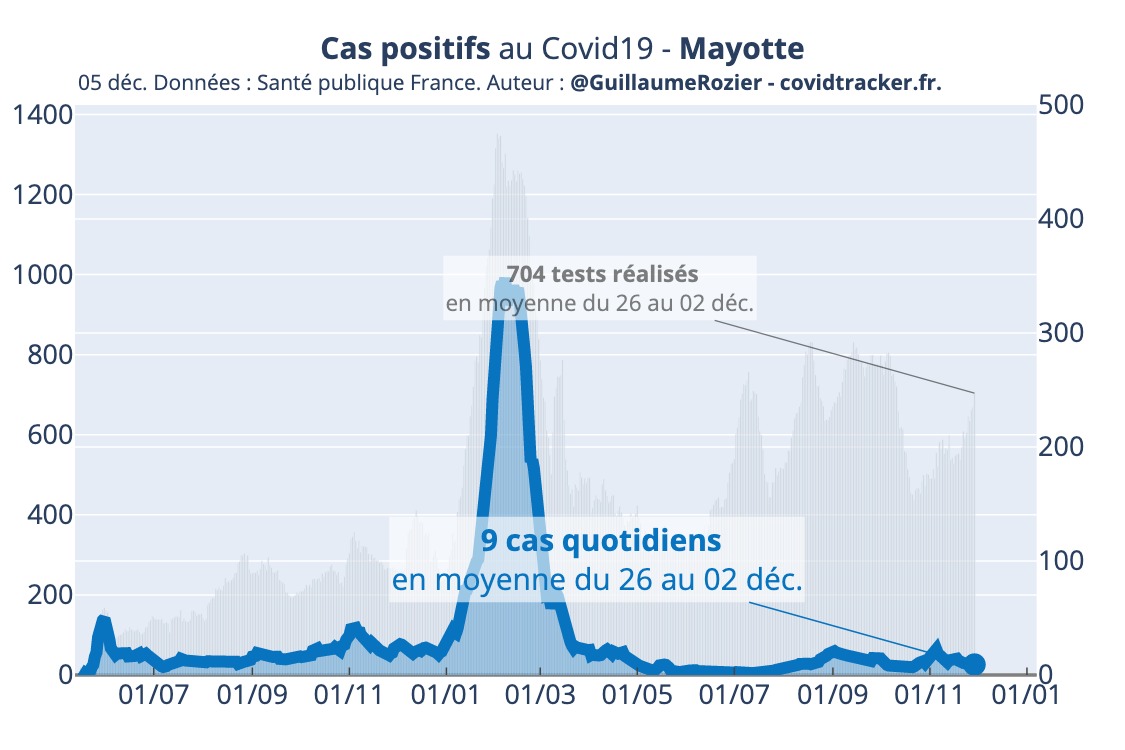 Cas positifs au Covid19 - Mayotte
05 déc. Données : Santé publique France. Auteur : @GuillaumeRozier - covidtracker.fr.
1400
1200
1000
800
600
400
200
0
500
400
300
200
100
0
704 tests réalisés
en moyenne du 26 au 02 déc.
9 cas quotidiens
en moyenne du 26 au 02 déc.
01/07 01/09 01/11 01/01 01/03 01/05 01/07 01/09 01/11 01/01